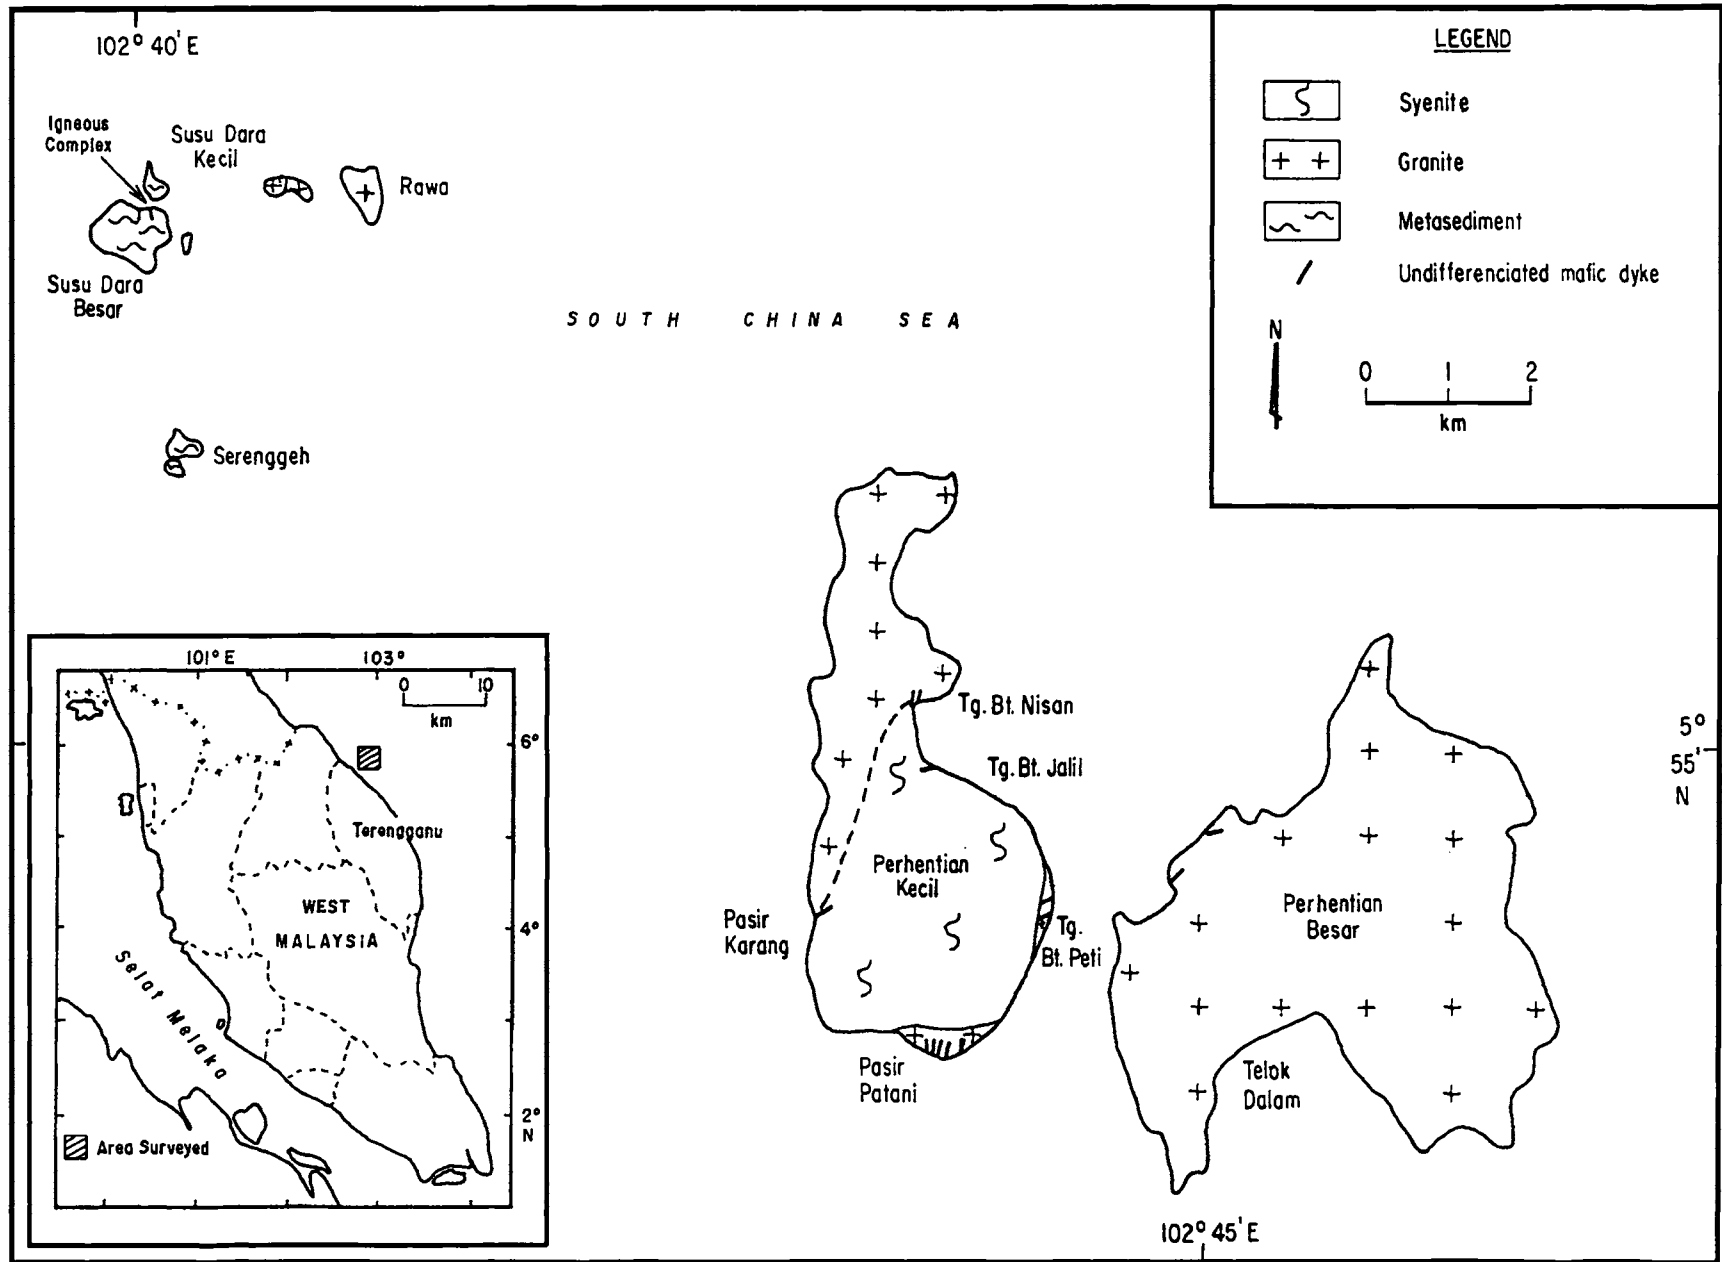 102° 40' E
Igneous
Complex
Susu Dara
Kecil
Rawa
Susu Dara
Besar
SOUTH CHINA SEA
Serenggeh
LEGEND
Syenite
Granite
Metasediment
Undifferenciated mafic dyke
N
0 1 2
km
Tg. Bt. Nisan
Tg. Bt. Jalil
Perhentian
Kecil
Pasir
Karang
Tg.
Bt. Peti
Pasir
Patani
Perhentian
Besar
Telok
Dalam
5°
55'
N
102° 45' E
101° E 103°
0 10
km
6°
Terengganu
WEST
MALAYSIA
4°
Selat Melaka
2°
N
Area Surveyed